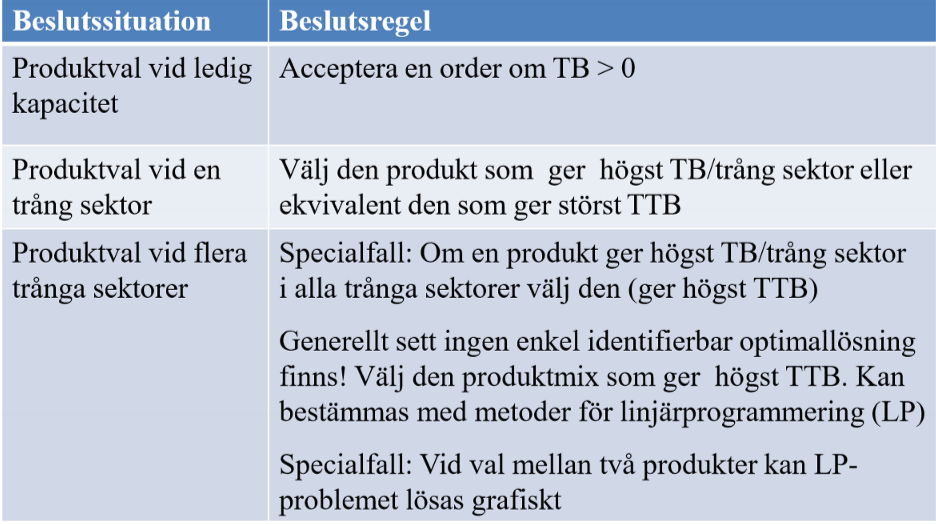 Beslutssituation
Beslutsregel
Produktval vid ledig
kapacitet
Acceptera en order om TB > 0
Produktval vid en
trång sektor
Välj den produkt som ger högst TB/trång sektor eller
ekvivalent den som ger störst TTB
Produktval vid flera
trånga sektorer
Specialfall: Om en produkt ger högst TB/trång sektor
i alla trånga sektorer välj den (ger högst TTB)
Generellt sett ingen enkel identifierbar optimallösning
finns! Välj den produktmix som ger högst TTB. Kan
bestämmas med metoder för linjärprogrammering (LP)
Specialfall: Vid val mellan två produkter kan LP-
problemet lösas grafiskt